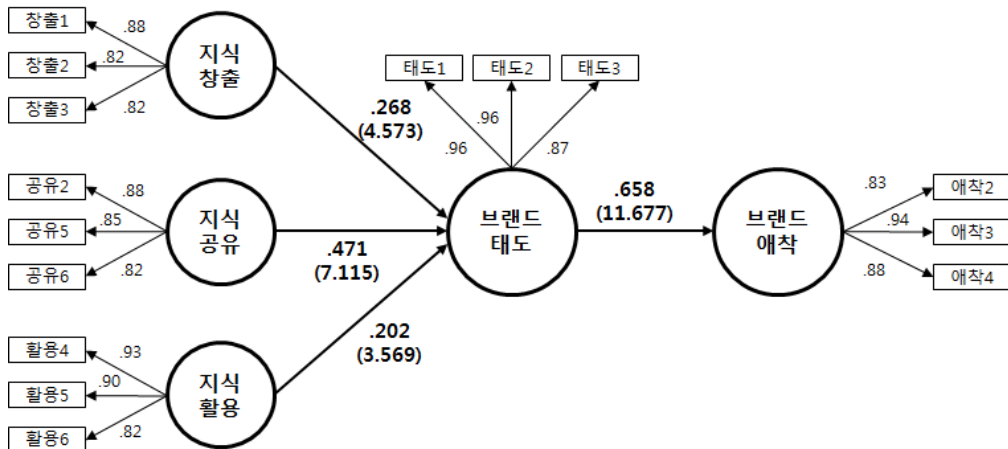 창출1
창출2
창출3
.88
.82
.82
지식
창출
공유2
공유5
공유6
.88
.85
.82
지식
공유
활용4
활용5
활용6
.93
.90
.82
지식
활용
.268
(4.573)
.471
(7.115)
.202
(3.569)
태도1
태도2
태도3
.96
.96
.87
브랜드
태도
.658
(11.677)
브랜드
애착
.83
.94
.88
애착2
애착3
애착4